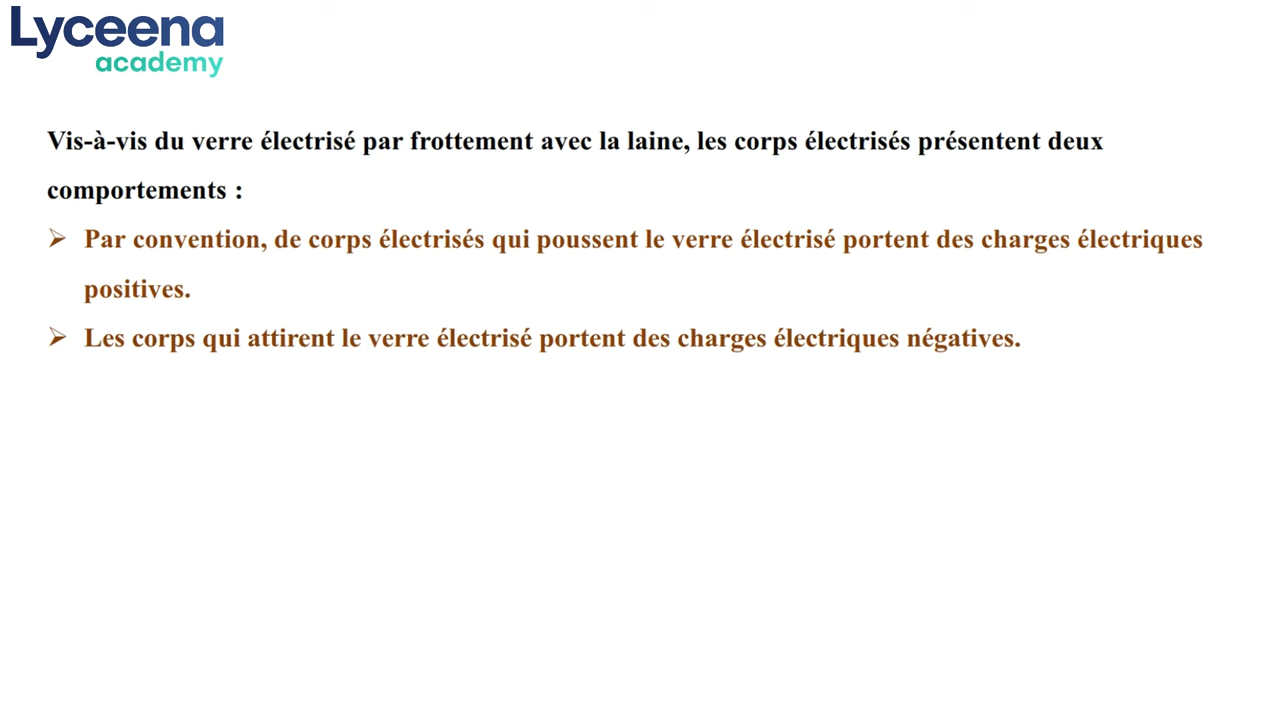 Lyceena
academy
Vis-à-vis du verre électrisé par frottement avec la laine, les corps électrisés présentent deux
comportements :
➢ Par convention, de corps électrisés qui poussent le verre électrisé portent des charges électriques
positives.
➢ Les corps qui attirent le verre électrisé portent des charges électriques négatives.